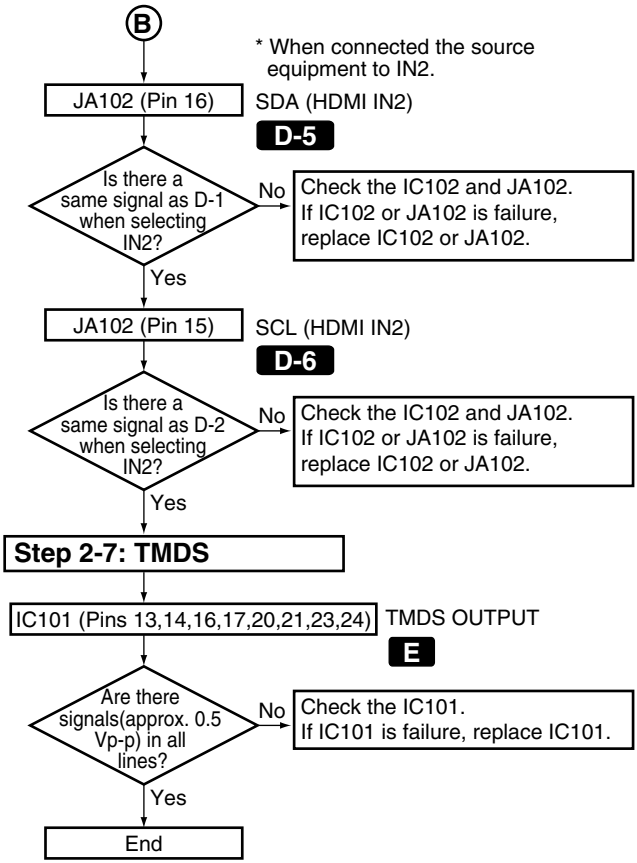 B
* When connected the source
equipment to IN2.
JA102 (Pin 16)
SDA (HDMI IN2)
D-5
Is there a
same signal as D-1
when selecting
IN2?
No
Check the IC102 and JA102.
If IC102 or JA102 is failure,
replace IC102 or JA102.
Yes
JA102 (Pin 15)
SCL (HDMI IN2)
D-6
Is there a
same signal as D-2
when selecting
IN2?
No
Check the IC102 and JA102.
If IC102 or JA102 is failure,
replace IC102 or JA102.
Yes
Step 2-7: TMDS
IC101 (Pins 13,14,16,17,20,21,23,24)
TMDS OUTPUT
E
Are there
signals(approx. 0.5
Vp-p) in all
lines?
No
Check the IC101.
If IC101 is failure, replace IC101.
Yes
End